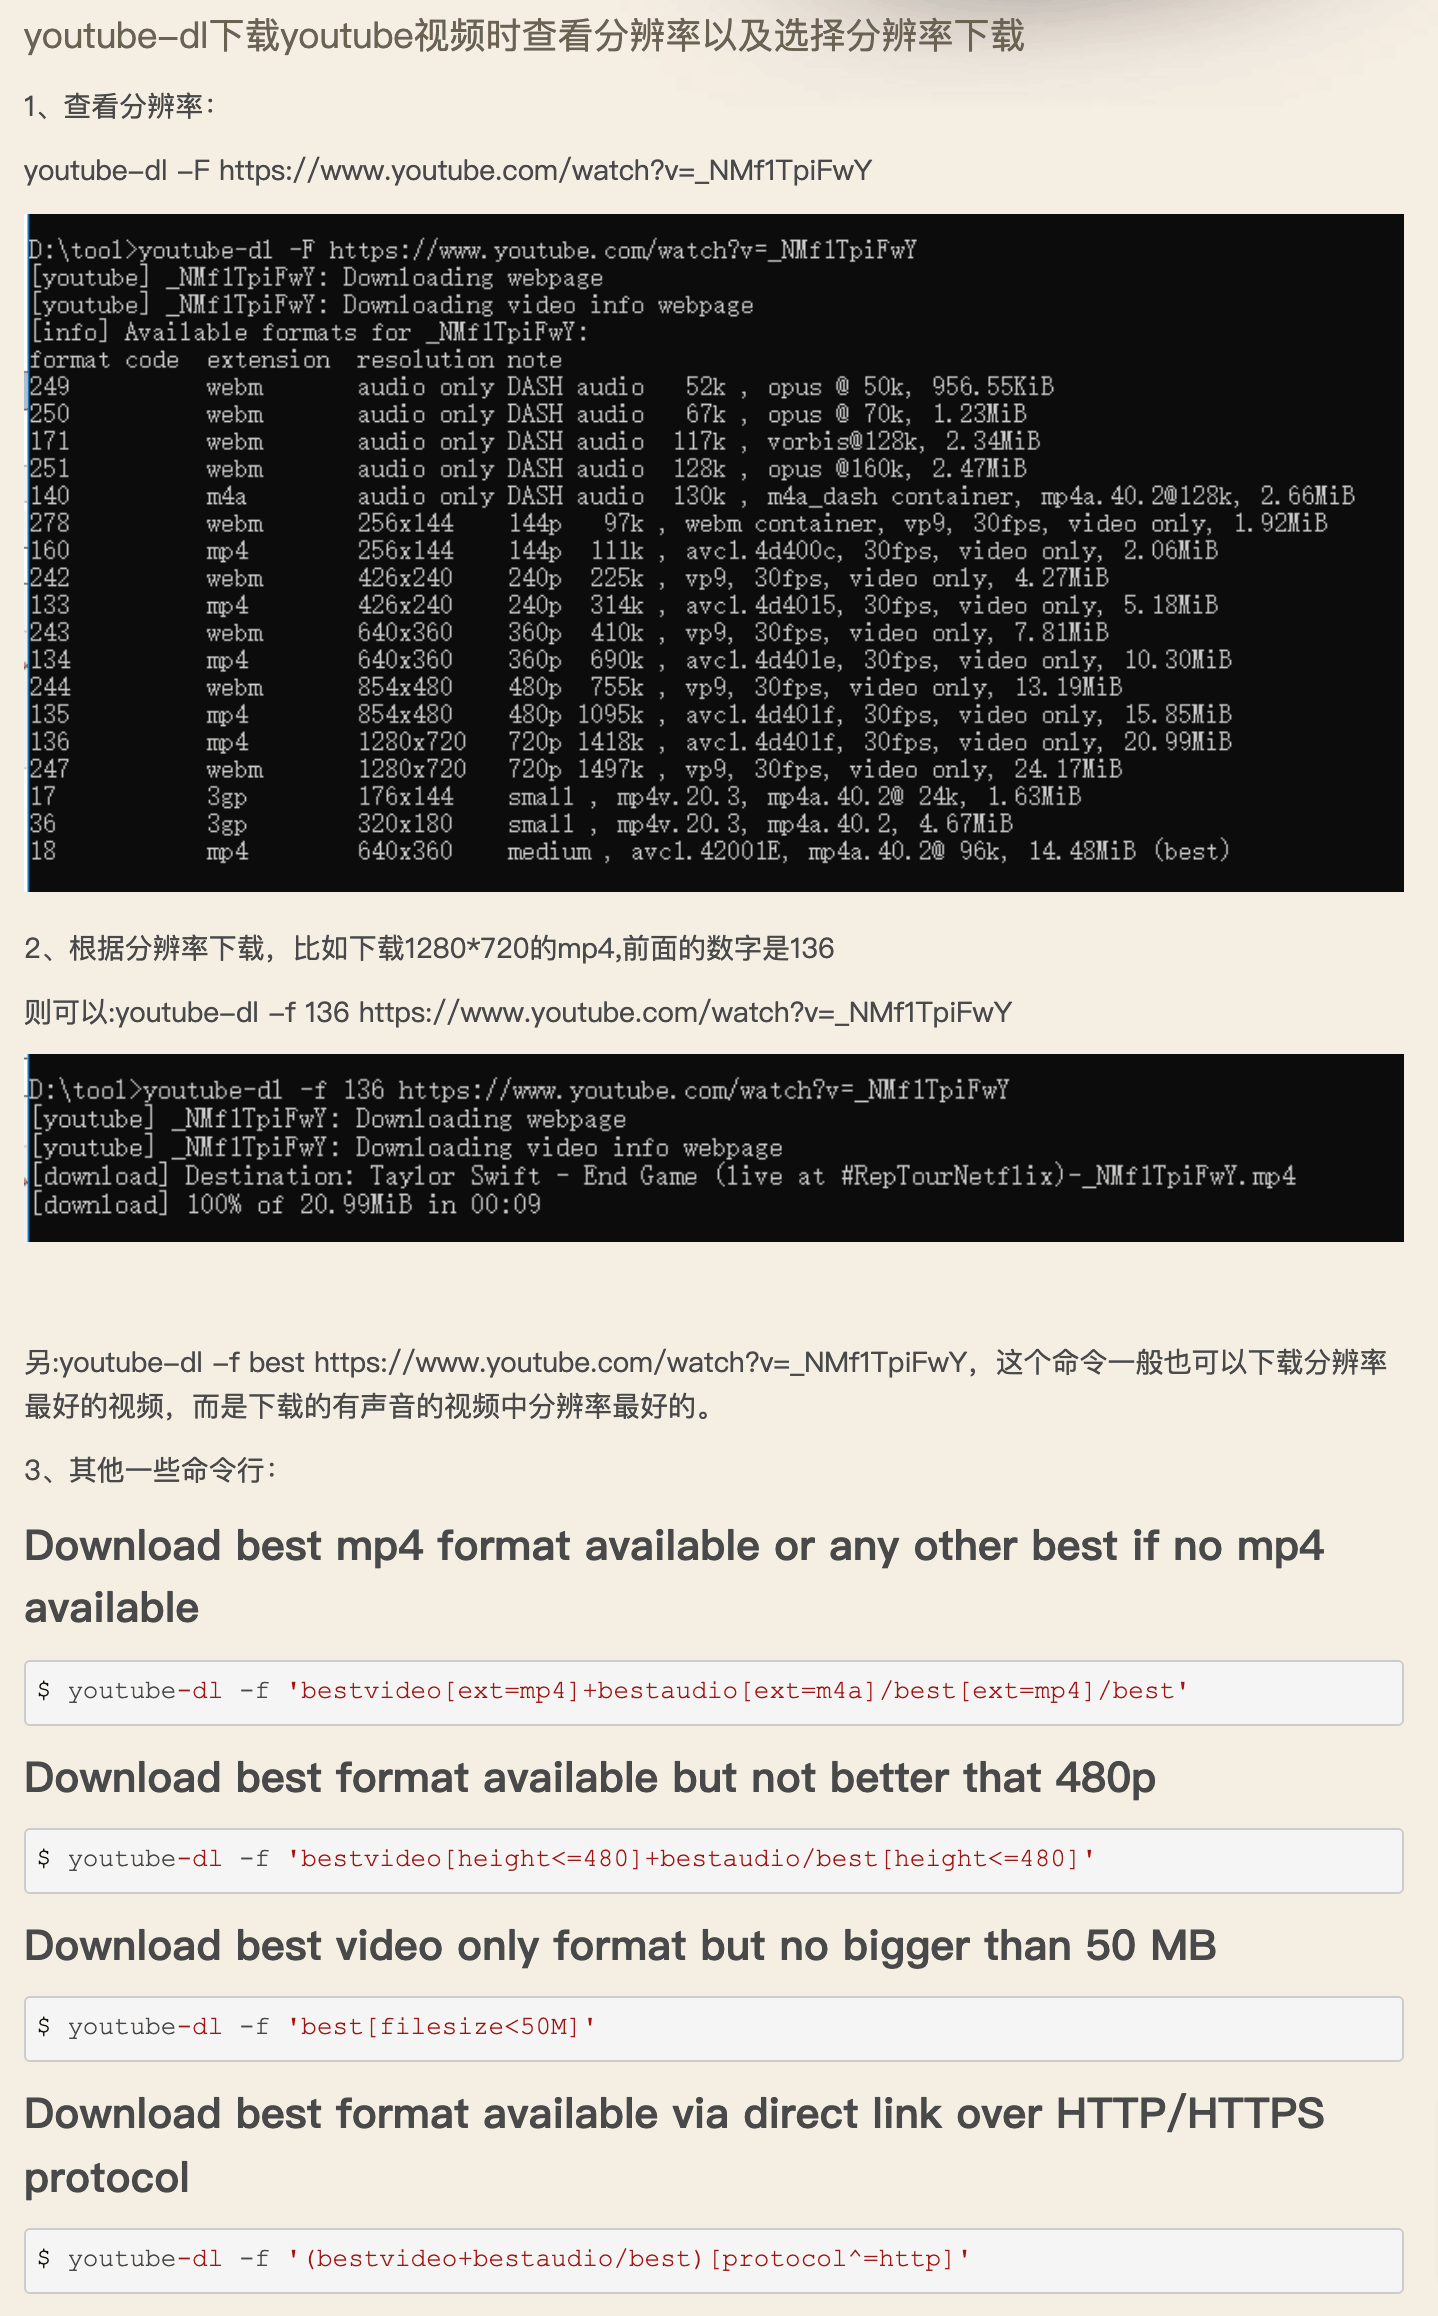 youtube-dl下载youtube视频时查看分辨率以及选择分辨率下载
1、查看分辨率：
youtube-dl -F https://www.youtube.com/watch?v=_NMf1TpiFwY
D:\tool>youtube-dl -F https://www.youtube.com/watch?v=_NMf1TpiFwY
[youtube] _NMf1TpiFwY: Downloading webpage
[youtube] _NMf1TpiFwY: Downloading video info webpage
[info] Available formats for _NMf1TpiFwY:
format code  extension  resolution note
249          webm       audio only DASH audio   52k , opus @ 50k, 956.55KiB
250          webm       audio only DASH audio   67k , opus @ 70k, 1.23MiB
171          webm       audio only DASH audio  117k , vorbis@128k, 2.34MiB
251          webm       audio only DASH audio  128k , opus @160k, 2.47MiB
140          m4a        audio only DASH audio  130k , m4a_dash container, mp4a.40.2@128k, 2.66MiB
278          webm       256x144    144p   97k , webm container, vp9, 30fps, video only, 1.92MiB
160          mp4        256x144    144p  111k , avc1.4d400c, 30fps, video only, 2.06MiB
242          webm       426x240    240p  225k , vp9, 30fps, video only, 4.27MiB
133          mp4        426x240    240p  314k , avc1.4d4015, 30fps, video only, 5.18MiB
243          webm       640x360    360p  410k , vp9, 30fps, video only, 7.81MiB
134          mp4        640x360    360p  690k , avc1.4d401e, 30fps, video only, 10.30MiB
244          webm       854x480    480p  755k , vp9, 30fps, video only, 13.19MiB
135          mp4        854x480    480p 1095k , avc1.4d401f, 30fps, video only, 15.85MiB
136          mp4        1280x720   720p 1418k , avc1.4d401f, 30fps, video only, 20.99MiB
247          webm       1280x720   720p 1497k , vp9, 30fps, video only, 24.17MiB
17           3gp        176x144    small , mp4v.20.3, mp4a.40.2@ 24k, 1.63MiB
36           3gp        320x180    small , mp4v.20.3, mp4a.40.2, 4.67MiB
18           mp4        640x360    medium , avc1.42001E, mp4a.40.2@ 96k, 14.48MiB (best)
2、根据分辨率下载，比如下载1280*720的mp4,前面的数字是136
则可以:youtube-dl -f 136 https://www.youtube.com/watch?v=_NMf1TpiFwY
D:\tool>youtube-dl -f 136 https://www.youtube.com/watch?v=_NMf1TpiFwY
[youtube] _NMf1TpiFwY: Downloading webpage
[youtube] _NMf1TpiFwY: Downloading video info webpage
[download] Destination: Taylor Swift - End Game (live at #RepTourNetflix)-_NMf1TpiFwY.mp4
[download] 100% of 20.99MiB in 00:09
另:youtube-dl -f best https://www.youtube.com/watch?v=_NMf1TpiFwY，这个命令一般也可以下载分辨率
最好的视频，而是下载的有声音的视频中分辨率最好的。
3、其他一些命令行：
Download best mp4 format available or any other best if no mp4
available
$ youtube-dl -f 'bestvideo[ext=mp4]+bestaudio[ext=m4a]/best[ext=mp4]/best'
Download best format available but not better that 480p
$ youtube-dl -f 'bestvideo[height<=480]+bestaudio/best[height<=480]'
Download best video only format but no bigger than 50 MB
$ youtube-dl -f 'best[filesize<50M]'
Download best format available via direct link over HTTP/HTTPS
protocol
$ youtube-dl -f '(bestvideo+bestaudio/best)[protocol^=http]'